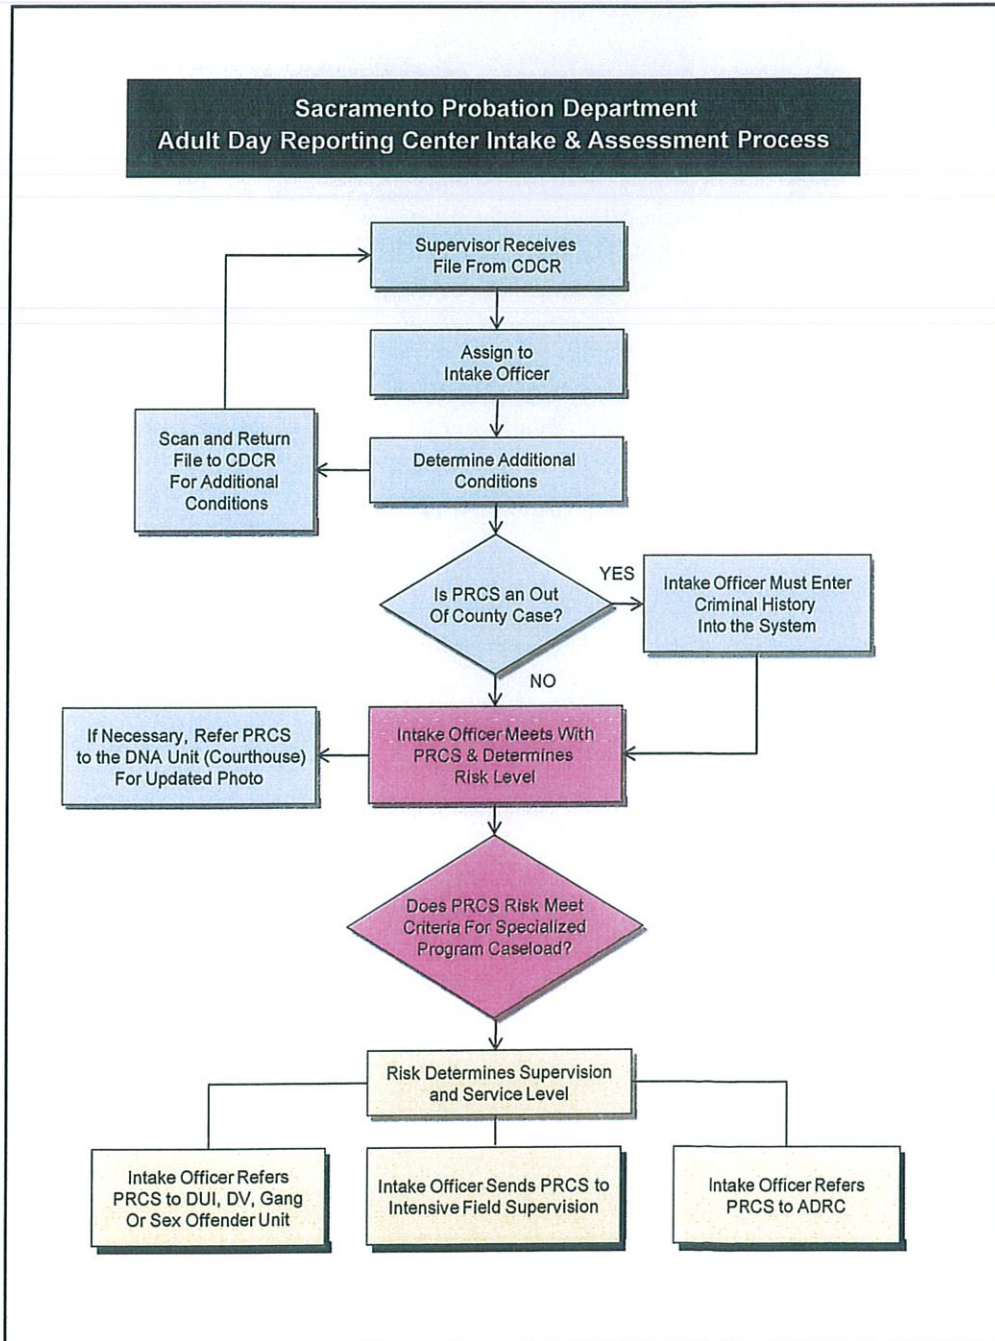 Sacramento Probation Department
Adult Day Reporting Center Intake & Assessment Process
Supervisor Receives
File From CDCR
Assign to
Intake Officer
Scan and Return
File to CDCR
For Additional
Conditions
Determine Additional
Conditions
Is PRCS an Out
Of County Case?
YES
Intake Officer Must Enter
Criminal History
Into the System
NO
If Necessary, Refer PRCS
to the DNA Unit (Courthouse)
For Updated Photo
Intake Officer Meets With
PRCS & Determines
Risk Level
Does PRCS Risk Meet
Criteria For Specialized
Program Caseload?
Risk Determines Supervision
and Service Level
Intake Officer Refers
PRCS to DUI, DV, Gang
Or Sex Offender Unit
Intake Officer Sends PRCS to
Intensive Field Supervision
Intake Officer Refers
PRCS to ADRC